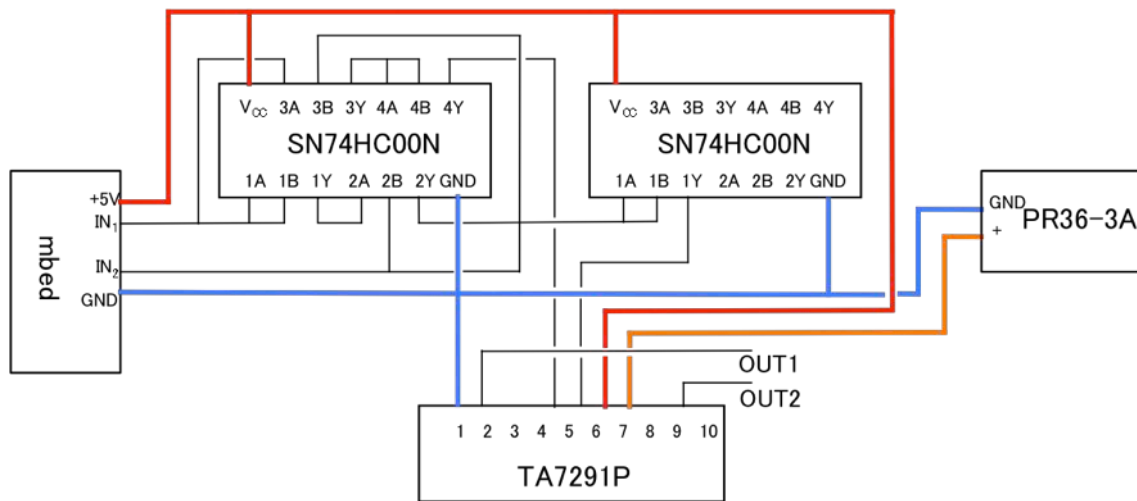 V_CC 3A 3B 3Y 4A 4B 4Y
SN74HC00N
1A 1B 1Y 2A 2B 2Y GND
V_CC 3A 3B 3Y 4A 4B 4Y
SN74HC00N
1A 1B 1Y 2A 2B 2Y GND
mbed
+5V
IN₁
IN₂
GND
GND
+
PR36-3A
OUT1
OUT2
1 2 3 4 5 6 7 8 9 10
TA7291P